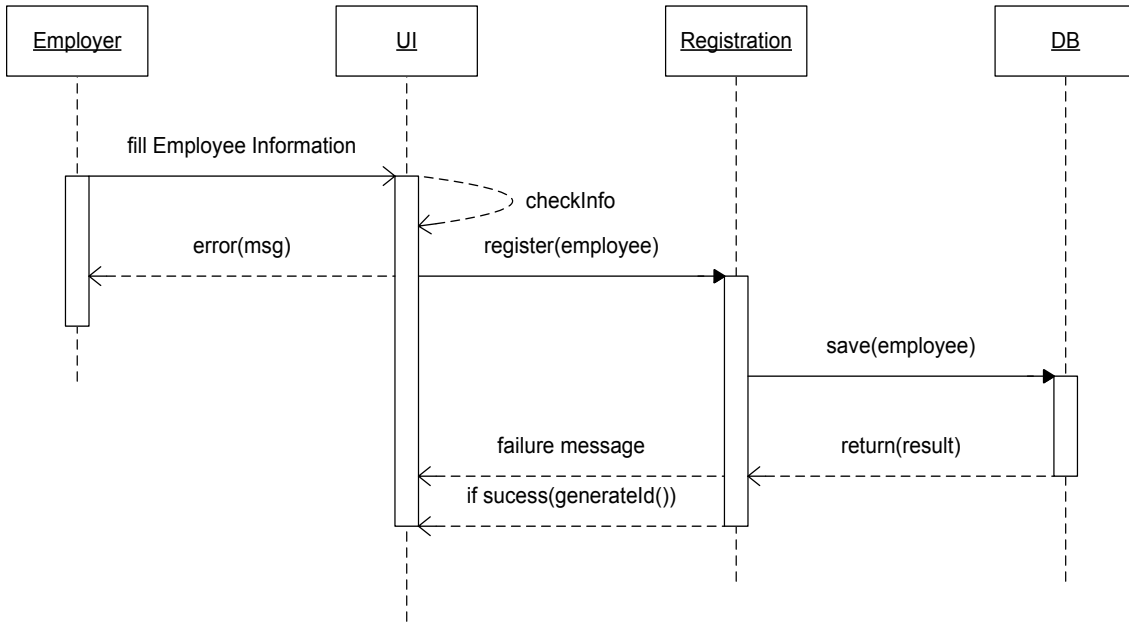 Employer
UI
Registration
DB
fill Employee Information
checkInfo
error(msg)
register(employee)
save(employee)
failure message
return(result)
if sucess(generateId())